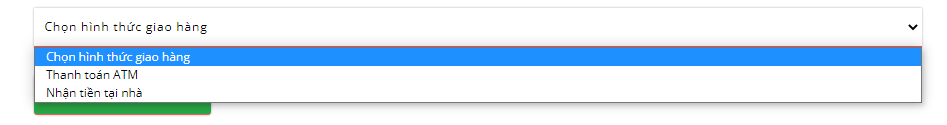 Chọn hình thức giao hàng
Chọn hình thức giao hàng
Thanh toán ATM
Nhận tiền tại nhà